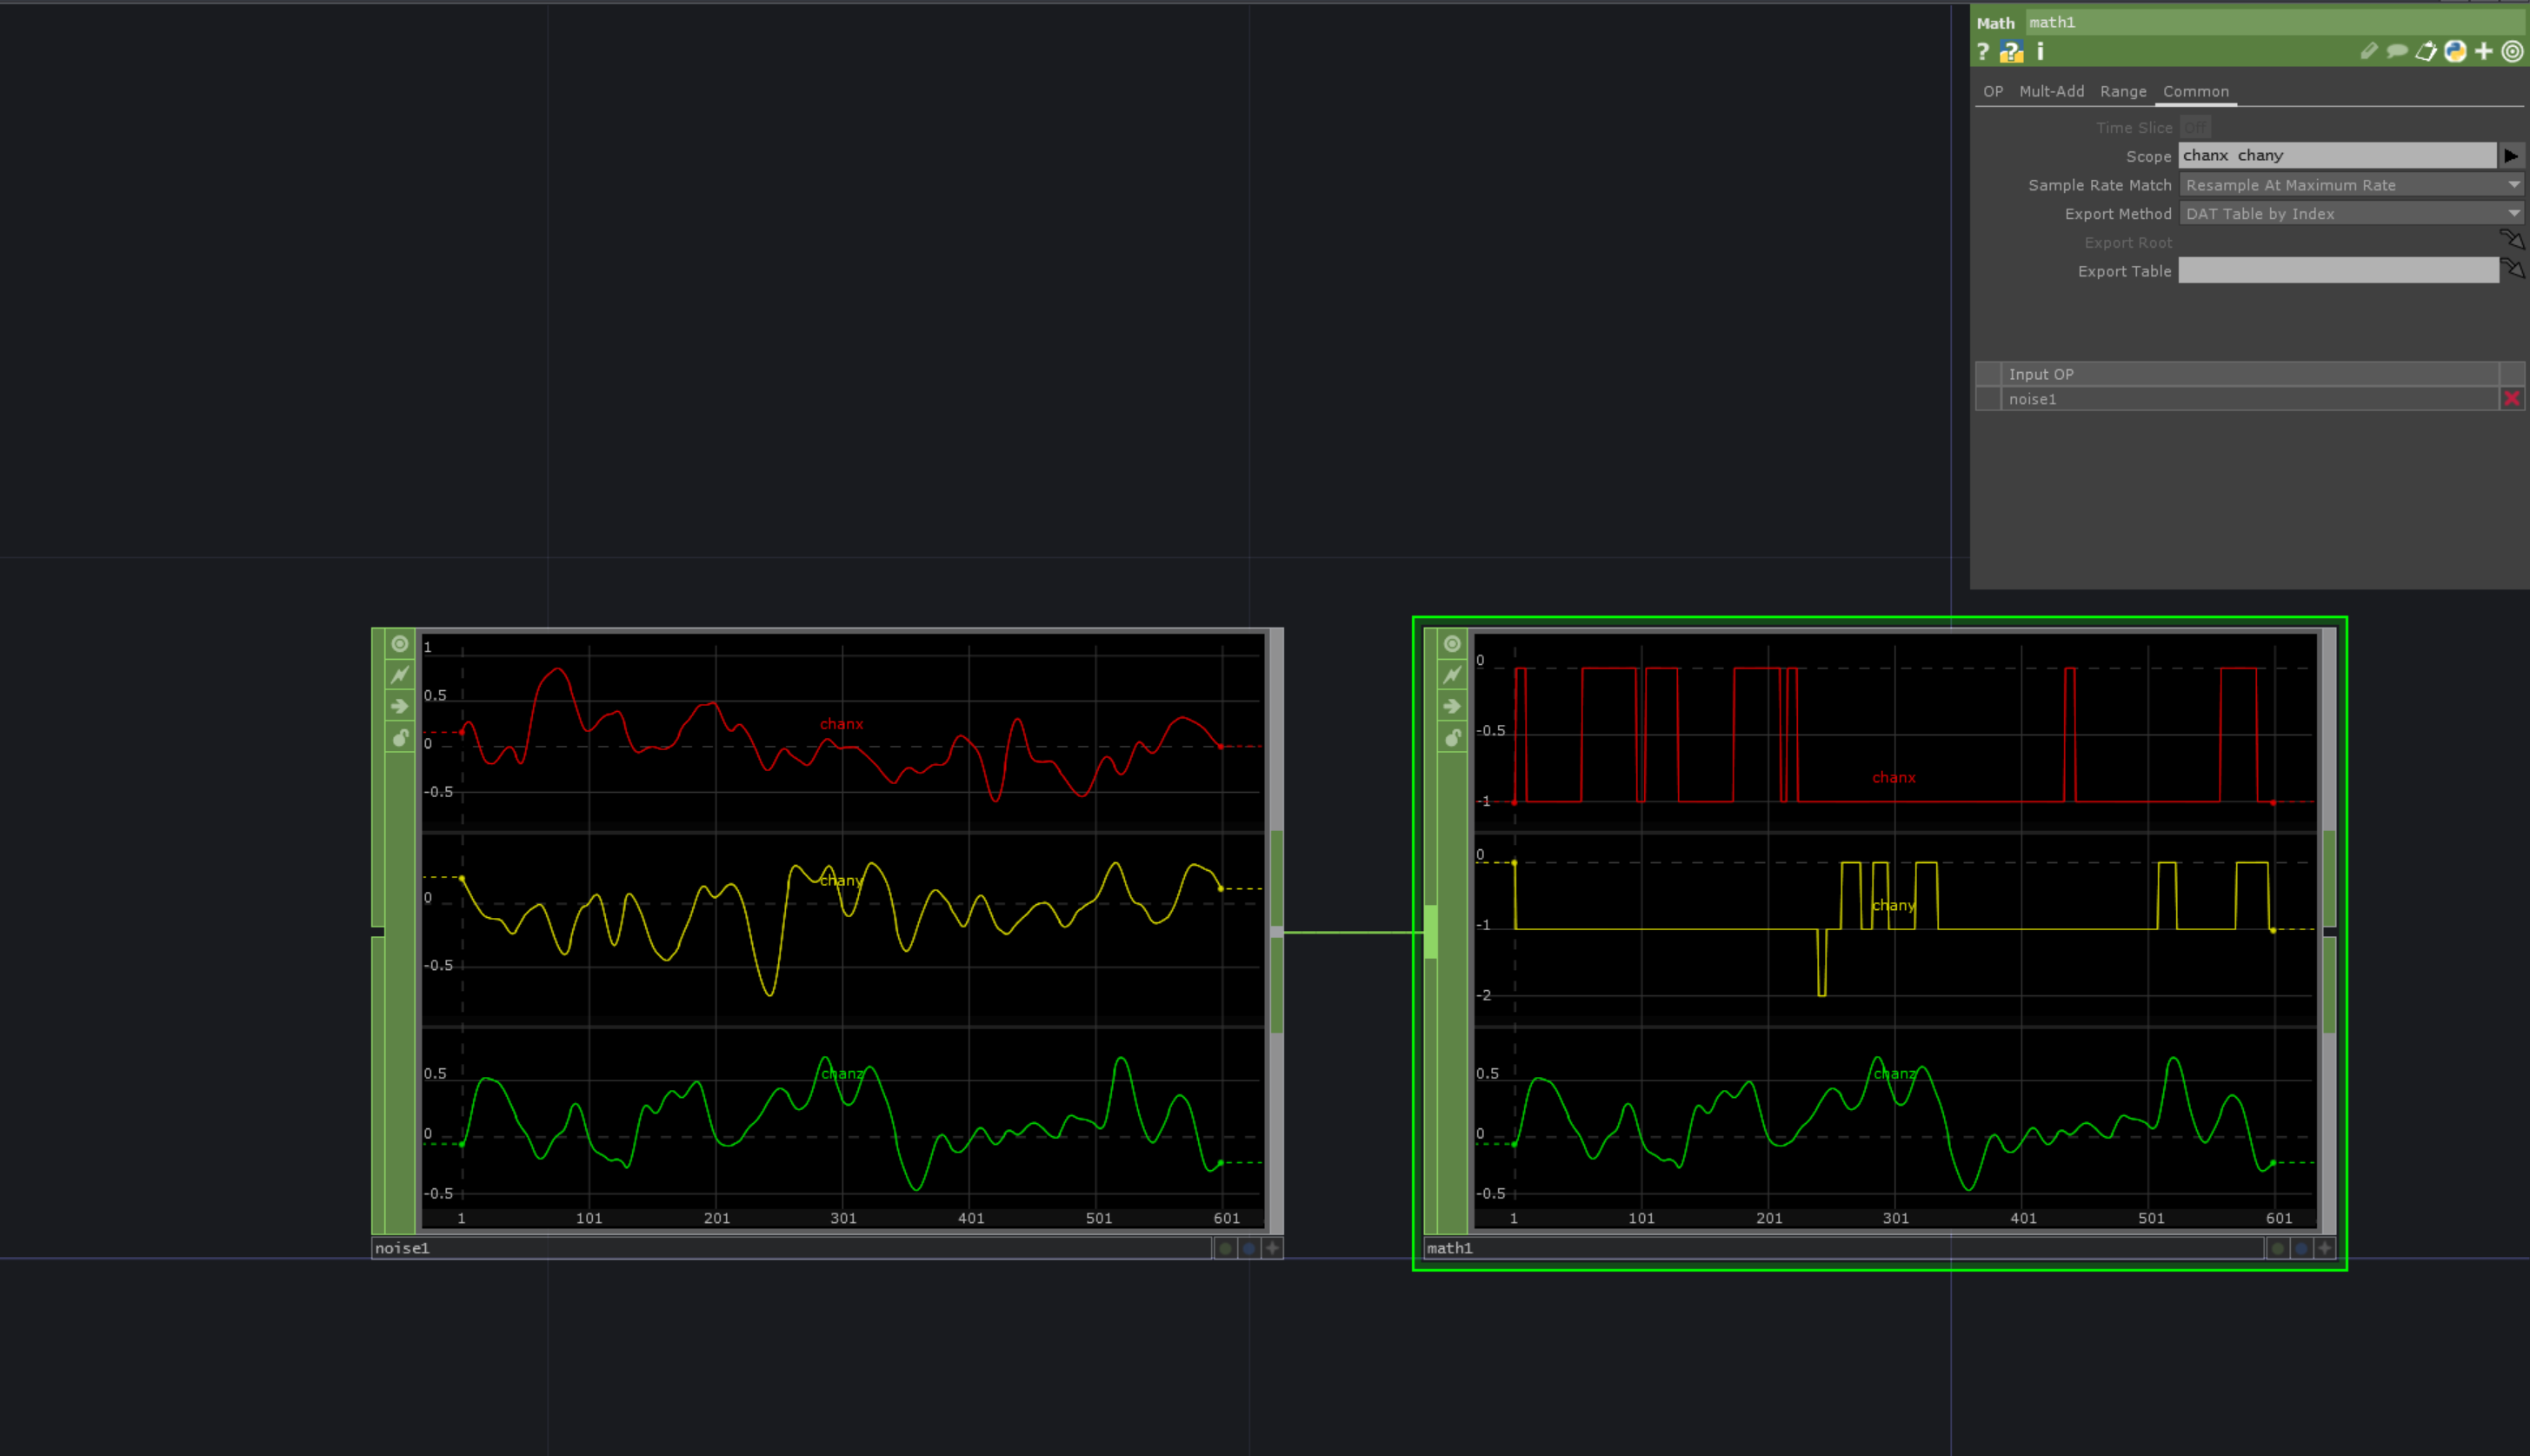 Math math1
? ? i
OP Mult-Add Range Common
Time Slice Off
Scope chanx chany
Sample Rate Match Resample At Maximum Rate
Export Method DAT Table by Index
Export Root
Export Table
Input OP
noise1
1
0.5
chanx
0
-0.5
chany
0
-0.5
0.5
chanz
0
-0.5
1 101 201 301 401 501 601
noise1
0
-0.5
chanx
-1
0
chany
-1
-2
0.5
chanz
0
-0.5
1 101 201 301 401 501 601
math1